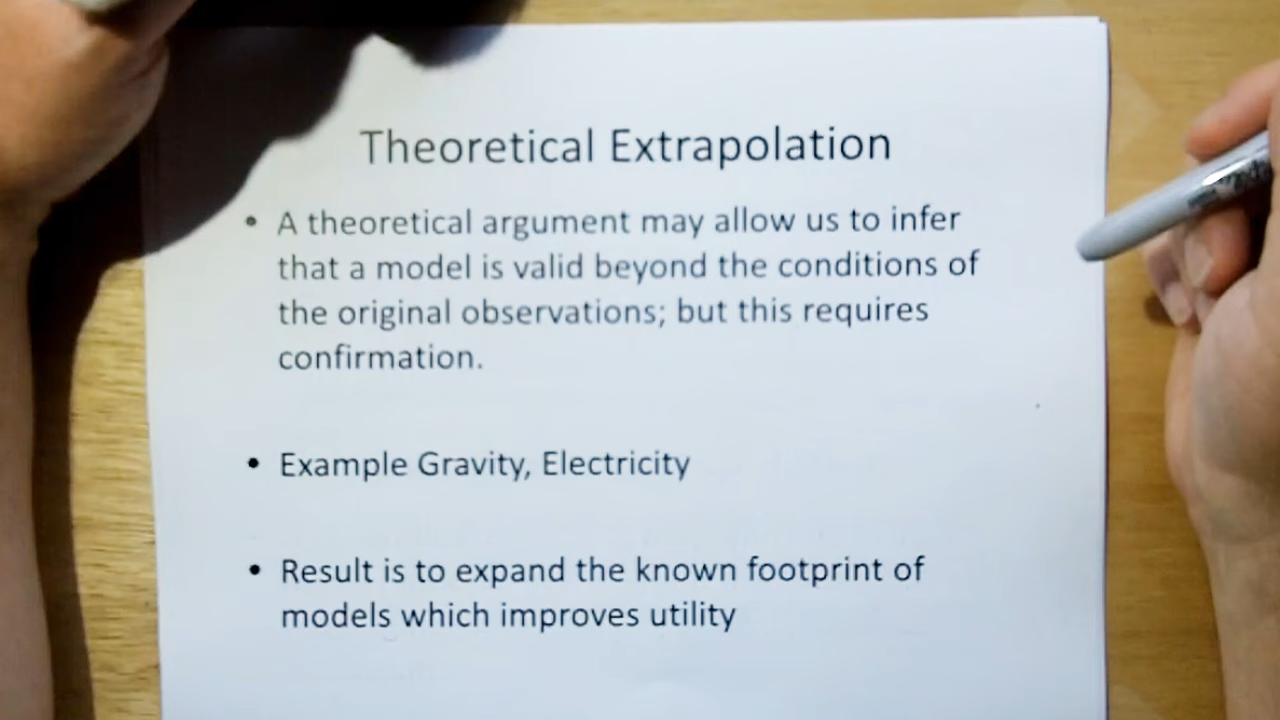 Theoretical Extrapolation
• A theoretical argument may allow us to infer
that a model is valid beyond the conditions of
the original observations; but this requires
confirmation.
• Example Gravity, Electricity
• Result is to expand the known footprint of
models which improves utility